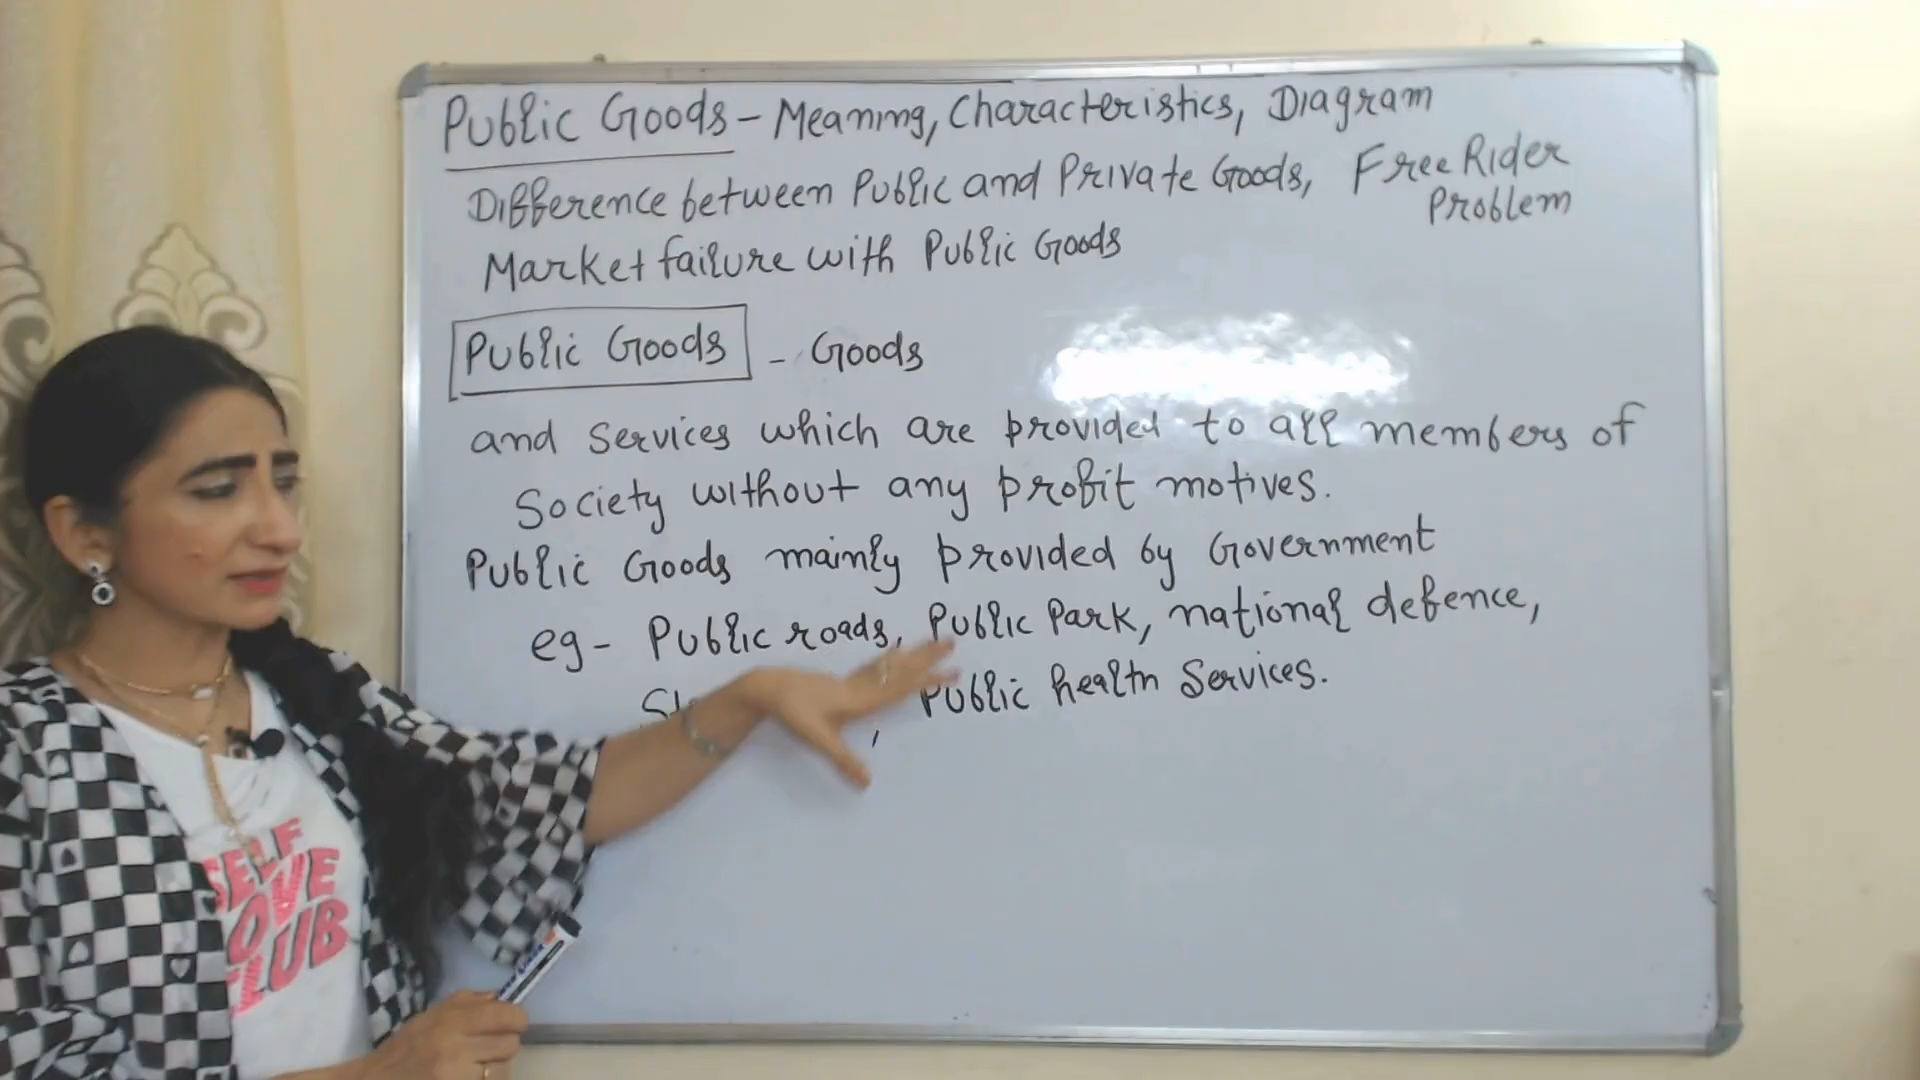 Public Goods - Meaning, Characteristics, Diagram
Difference between Public and Private Goods, Free Rider Problem
Market failure with Public Goods
Public Goods - Goods
and services which are provided to all members of
Society without any profit motives.
Public Goods mainly provided by Government
eg - Public roads, Public Park, national defence,
, Public health Services.
SELF
LOVE
CLUB